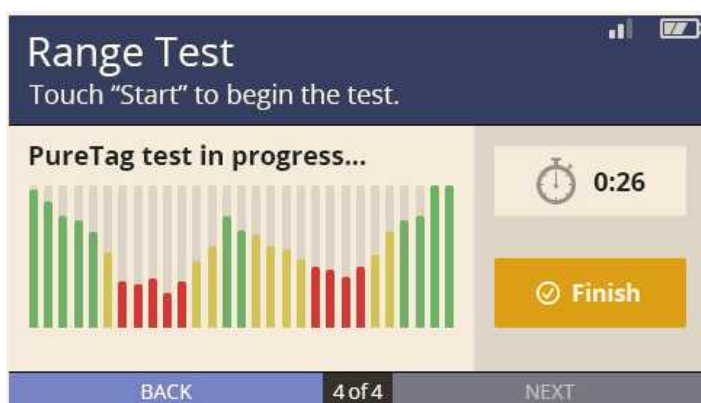 Range Test
Touch “Start” to begin the test.
PureTag test in progress...
0:26
Finish
BACK
4 of 4
NEXT